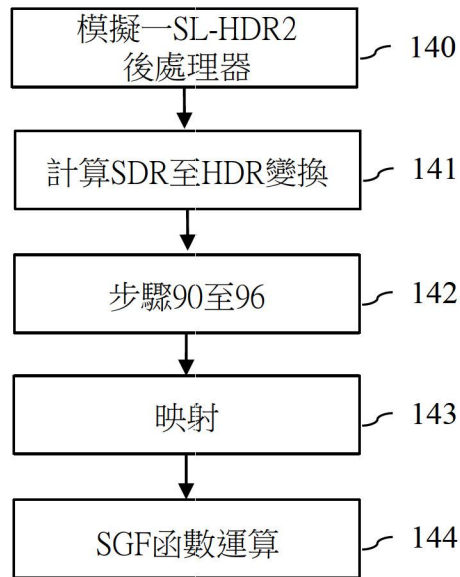 模擬一SL-HDR2
後處理器
140
計算SDR至HDR變換
141
步驟90至96
142
映射
143
SGF函數運算
144